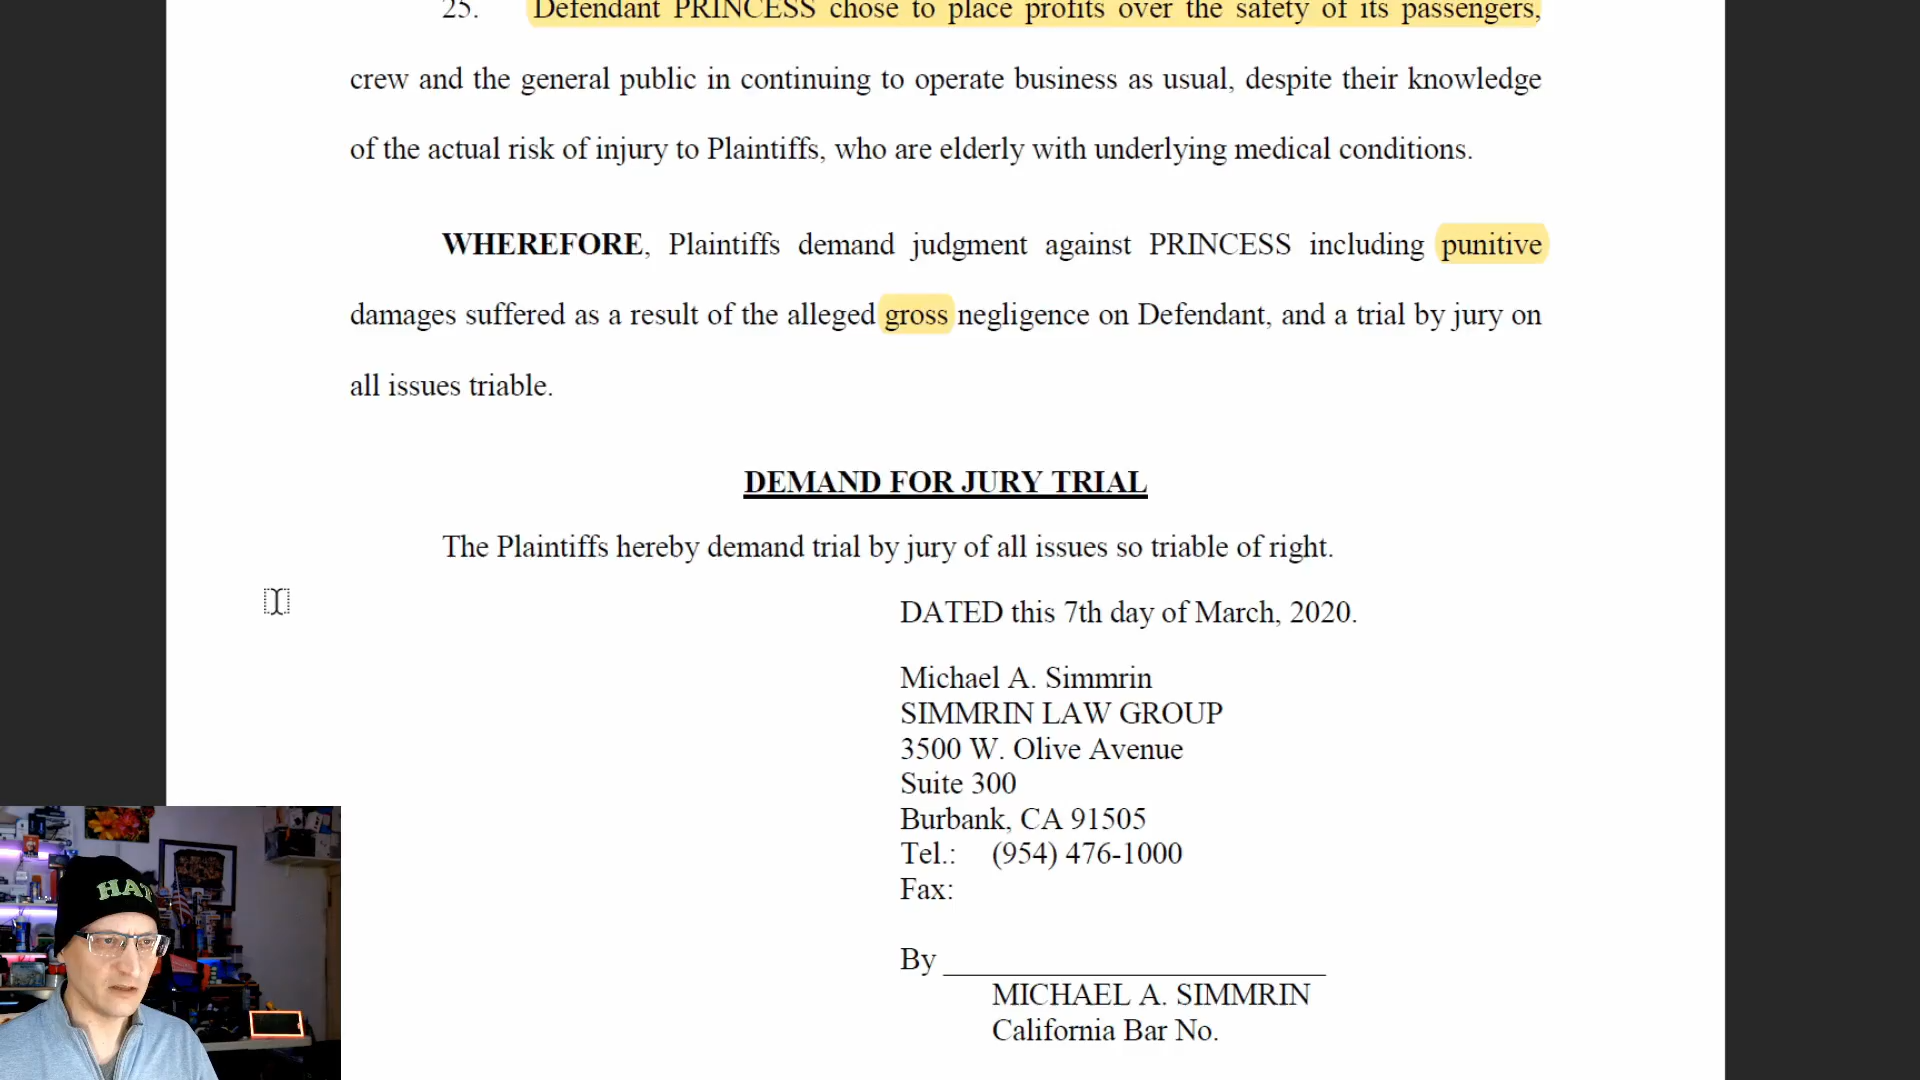 25. Defendant PRINCESS chose to place profits over the safety of its passengers,
crew and the general public in continuing to operate business as usual, despite their knowledge
of the actual risk of injury to Plaintiffs, who are elderly with underlying medical conditions.
WHEREFORE, Plaintiffs demand judgment against PRINCESS including punitive
damages suffered as a result of the alleged gross negligence on Defendant, and a trial by jury on
all issues triable.
DEMAND FOR JURY TRIAL
The Plaintiffs hereby demand trial by jury of all issues so triable of right.
DATED this 7th day of March, 2020.
Michael A. Simmrin
SIMMRIN LAW GROUP
3500 W. Olive Avenue
Suite 300
Burbank, CA 91505
Tel.: (954) 476-1000
Fax:
By
MICHAEL A. SIMMRIN
California Bar No.
HAT